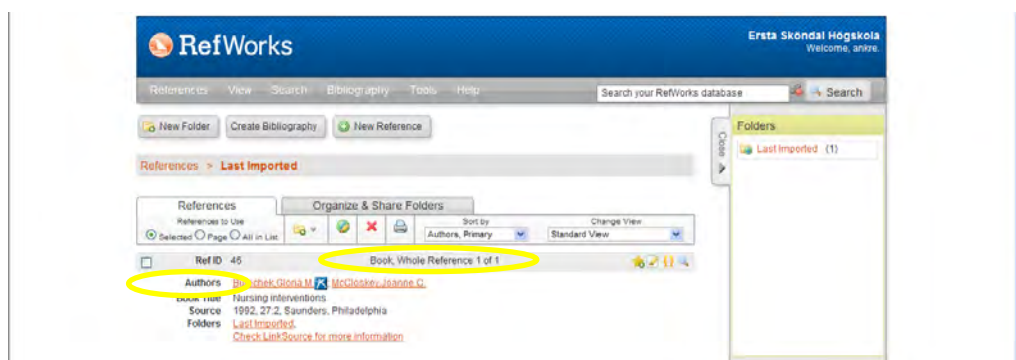 RefWorks
Ersta Sköndal Högskola
Welcome, ankre.
References View Search Bibliography Tools Help
Search your RefWorks database
Search
New Folder
Create Bibliography
New Reference
Close
Folders
Last Imported (1)
References > Last Imported
References
Organize & Share Folders
References to Use
Selected Page All in List
Sort by
Authors, Primary
Change View
Standard View
Ref ID 45
Book, Whole Reference 1 of 1
Authors Gloria M. McCloskey, Joanne C.
Book Title Nursing interventions
Source 1992, 27.2, Saunders, Philadelphia
Folders Last Imported,
Check LinkSource for more information